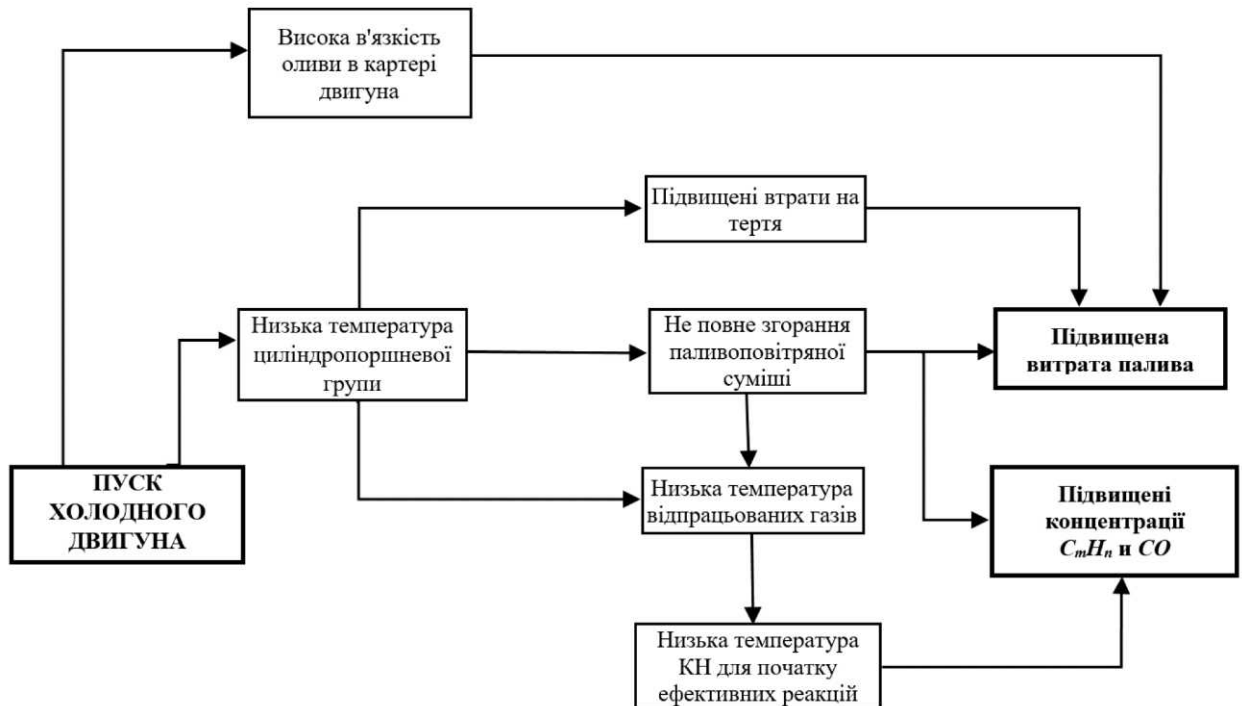 Висока в'язкість
оливи в картері
двигуна
Підвищені втрати на
тертя
Низька температура
циліндропоршневої
групи
Не повне згорання
паливоповітряної
суміші
Підвищена
витрата палива
ПУСК
ХОЛОДНОГО
ДВИГУНА
Низька температура
відпрацьованих газів
Підвищені
концентрації
CmHn и CO
Низька температура
КН для початку
ефективних реакцій